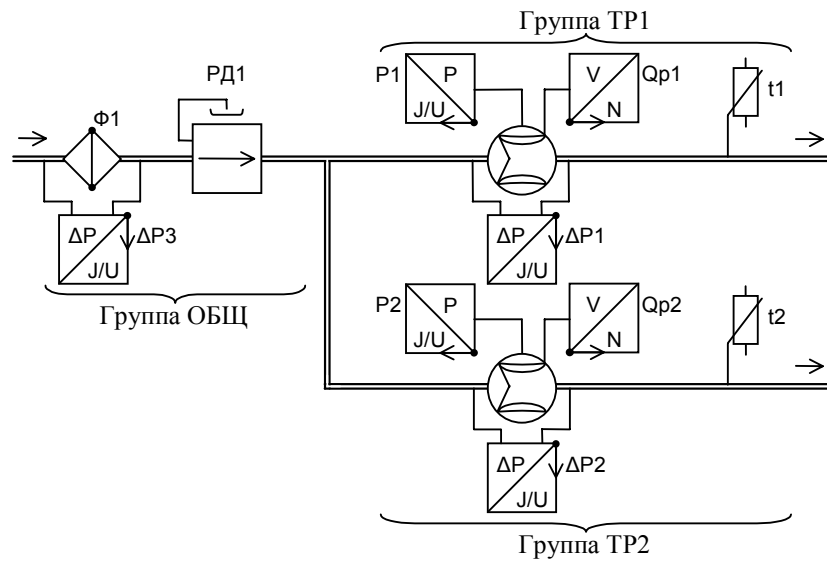 Группа ТР1
P1
P
J/U
V
N
Qp1
t1
РД1
Ф1
ΔP
J/U
ΔP3
ΔP
J/U
ΔP1
Группа ОБЩ
P2
P
J/U
V
N
Qp2
t2
ΔP
J/U
ΔP2
Группа ТР2